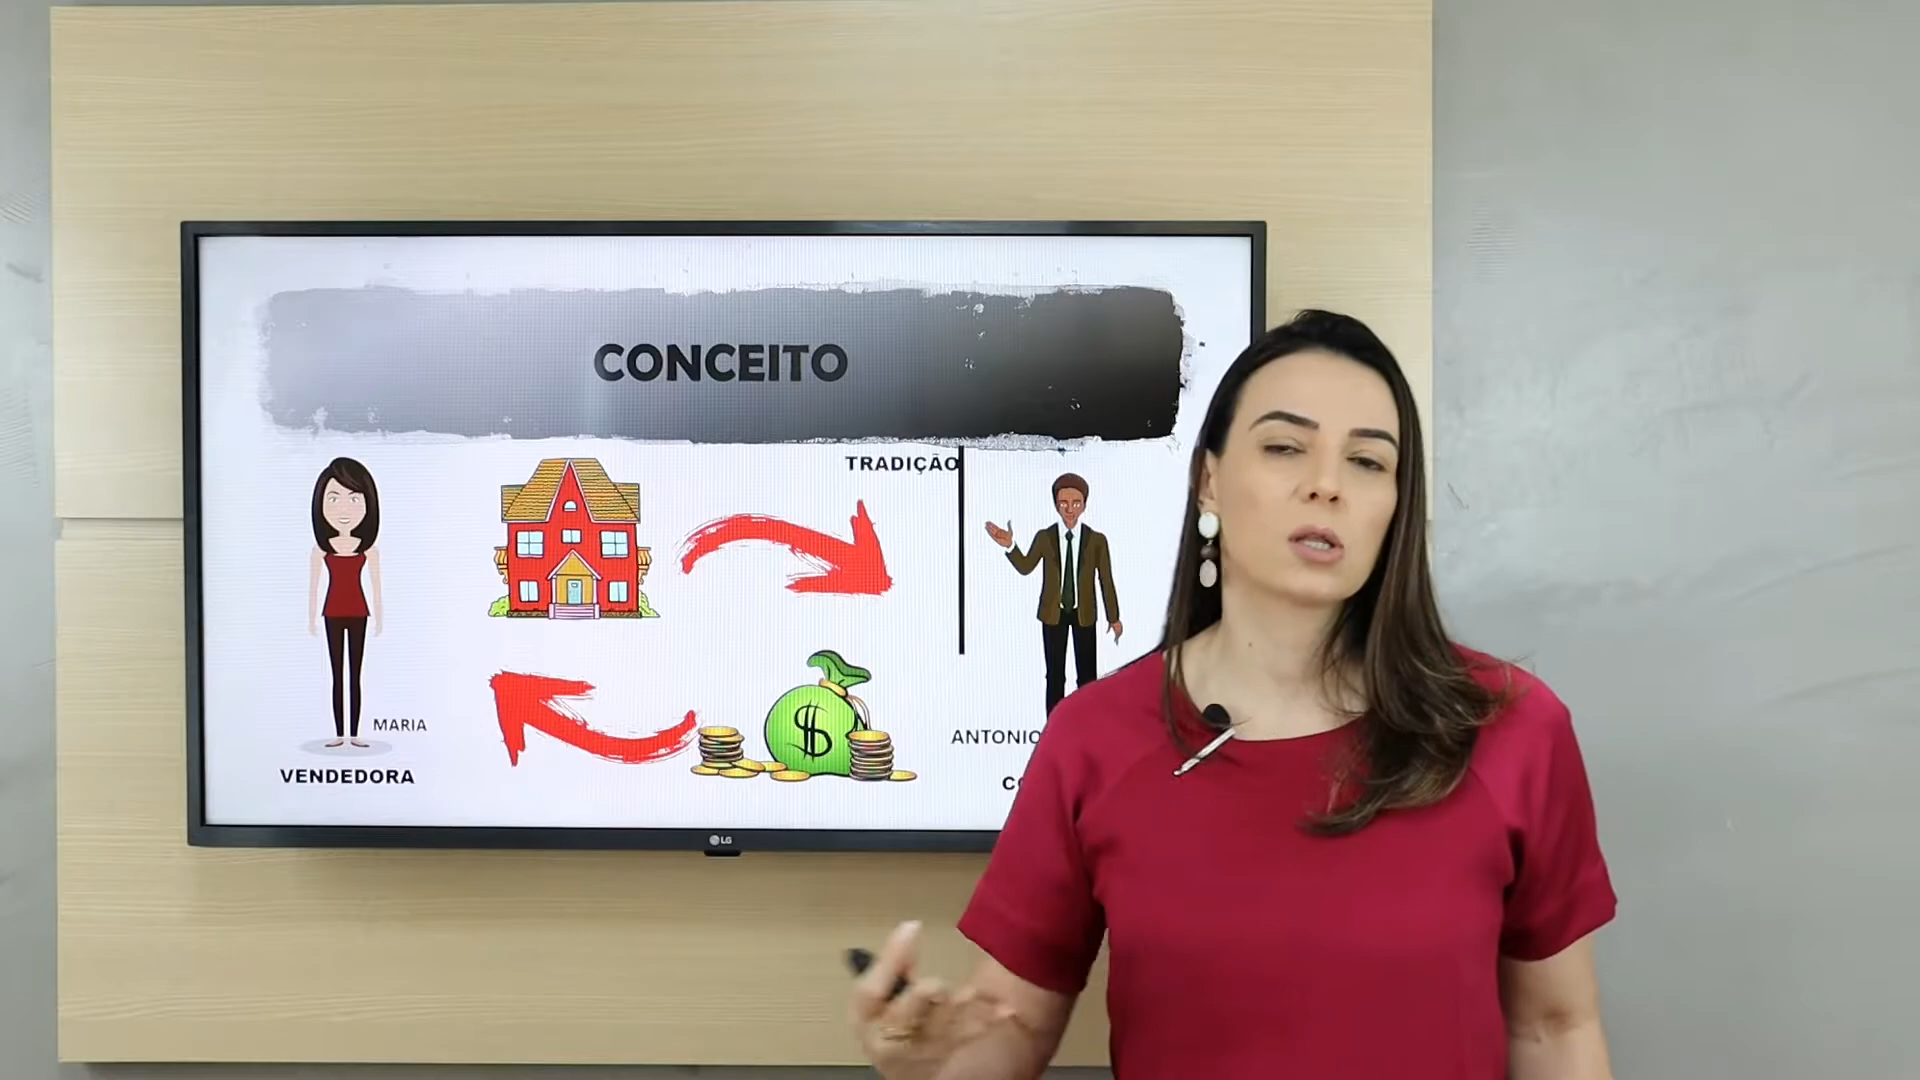 CONCEITO
TRADIÇÃO
MARIA
VENDEDORA
ANTONIO
LG